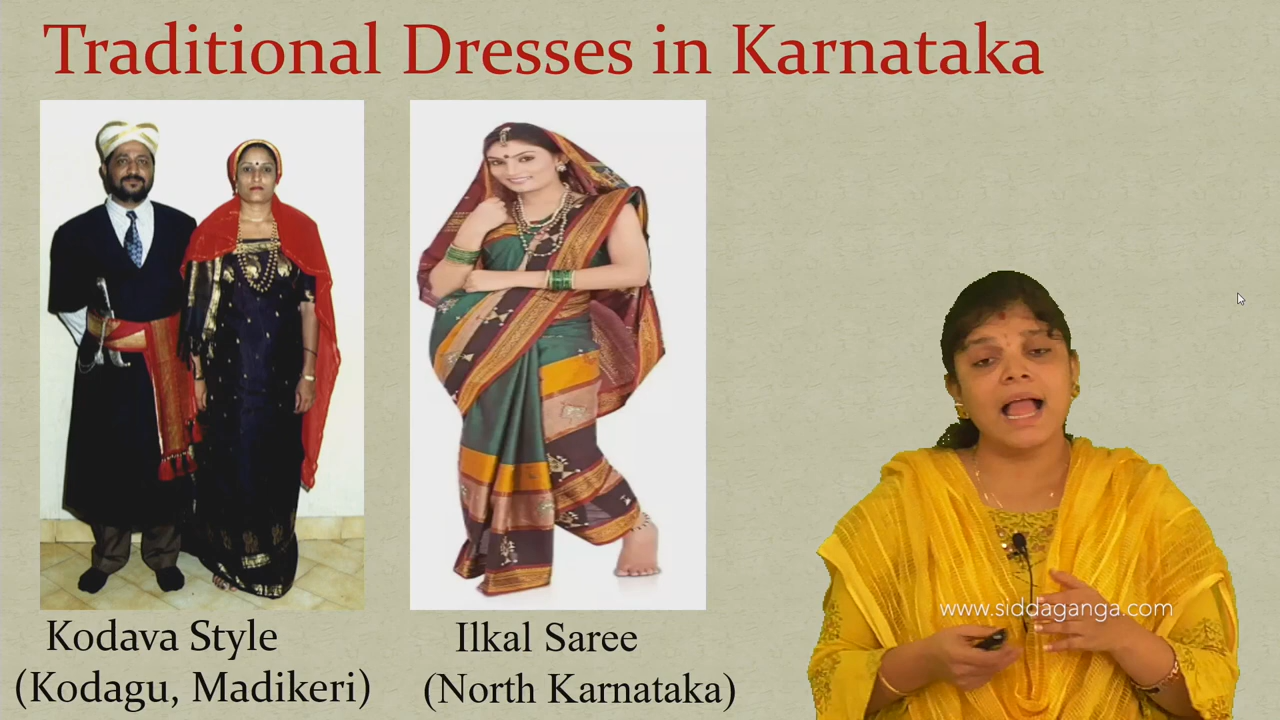 Traditional Dresses in Karnataka
Kodava Style
(Kodagu, Madikeri)
Ilkal Saree
(North Karnataka)
www.siddaganga.com